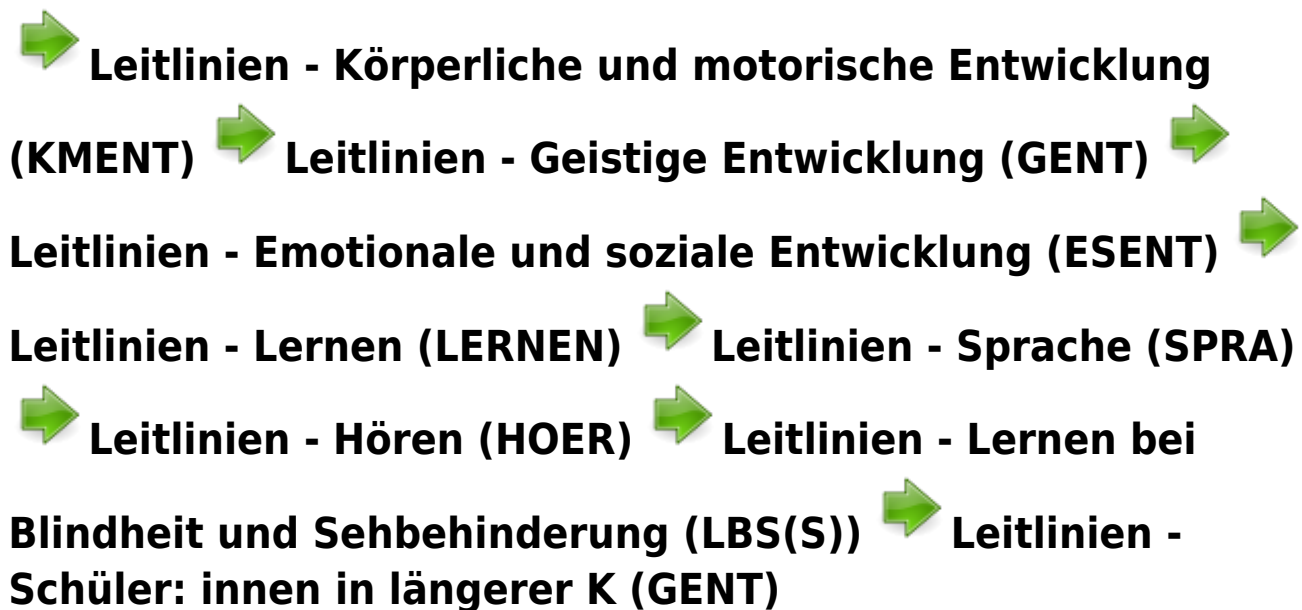 Leitlinien - Körperliche und motorische Entwicklung
(KMENT) Leitlinien - Geistige Entwicklung (GENT)
Leitlinien - Emotionale und soziale Entwicklung (ESENT)
Leitlinien - Lernen (LERNEN) Leitlinien - Sprache (SPRA)
Leitlinien - Hören (HOER) Leitlinien - Lernen bei
Blindheit und Sehbehinderung (LBS(S)) Leitlinien -
Schüler: innen in längerer K (GENT)